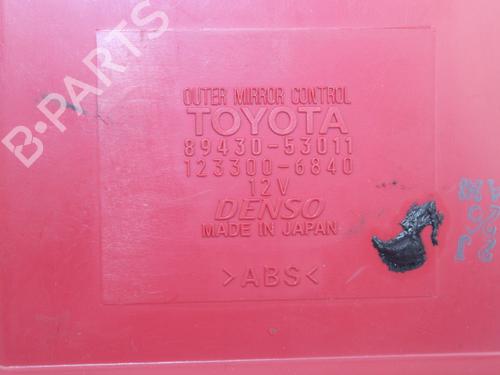 B-PARTS
OUTER MIRROR CONTROL
TOYOTA
89430-53011
123300-6840
12V
DENSO
MADE IN JAPAN
>ABS<